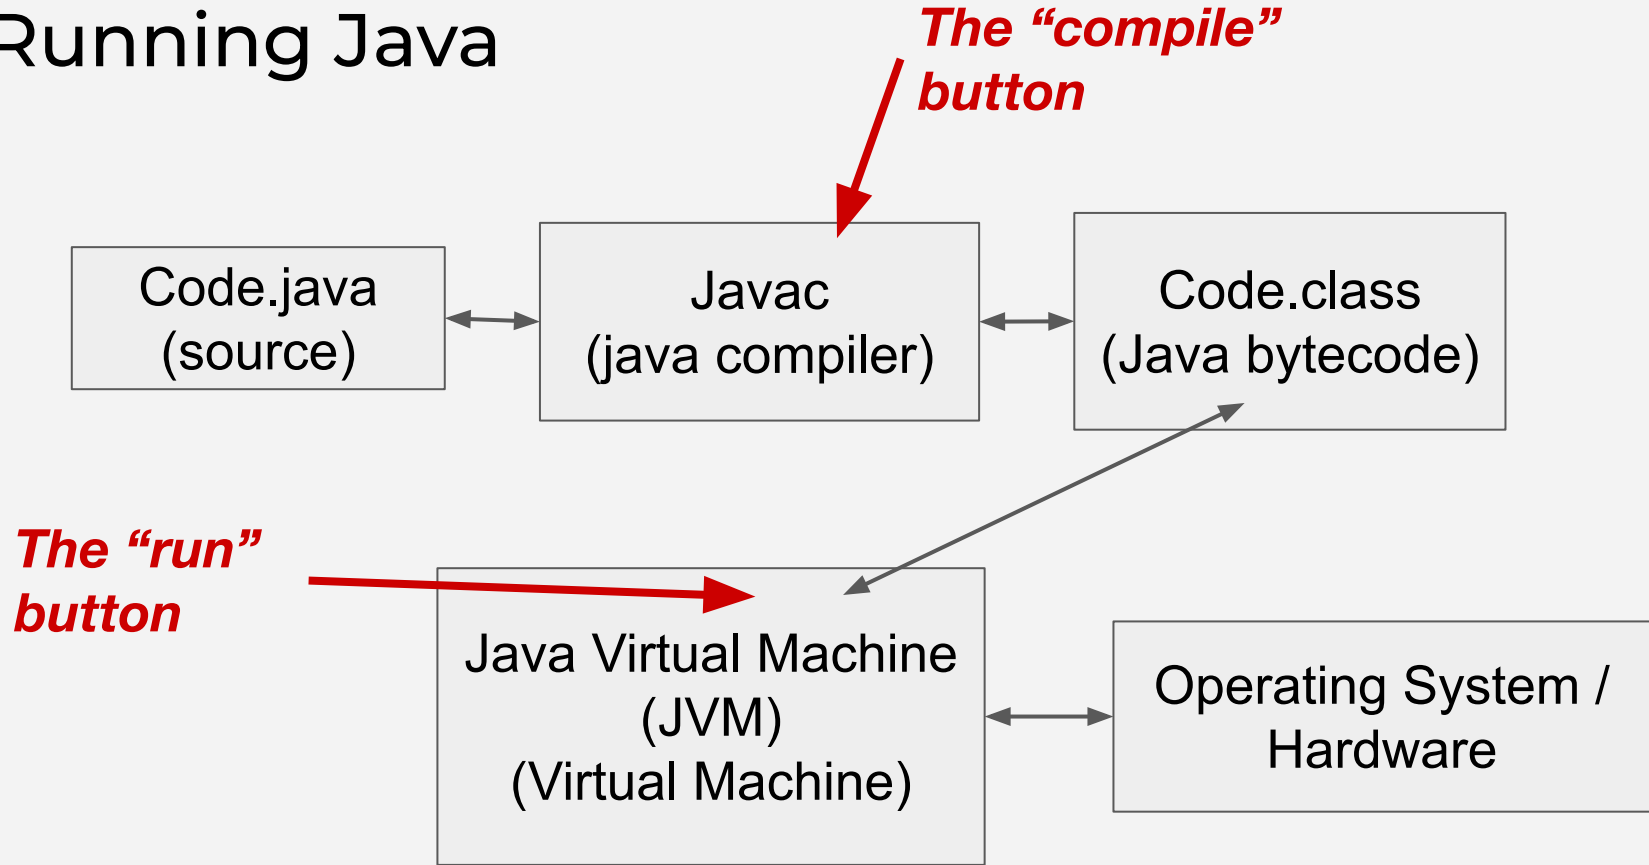 Running Java
The “compile”
button
Code.java
(source)
Javac
(java compiler)
Code.class
(Java bytecode)
The “run”
button
Java Virtual Machine
(JVM)
(Virtual Machine)
Operating System /
Hardware